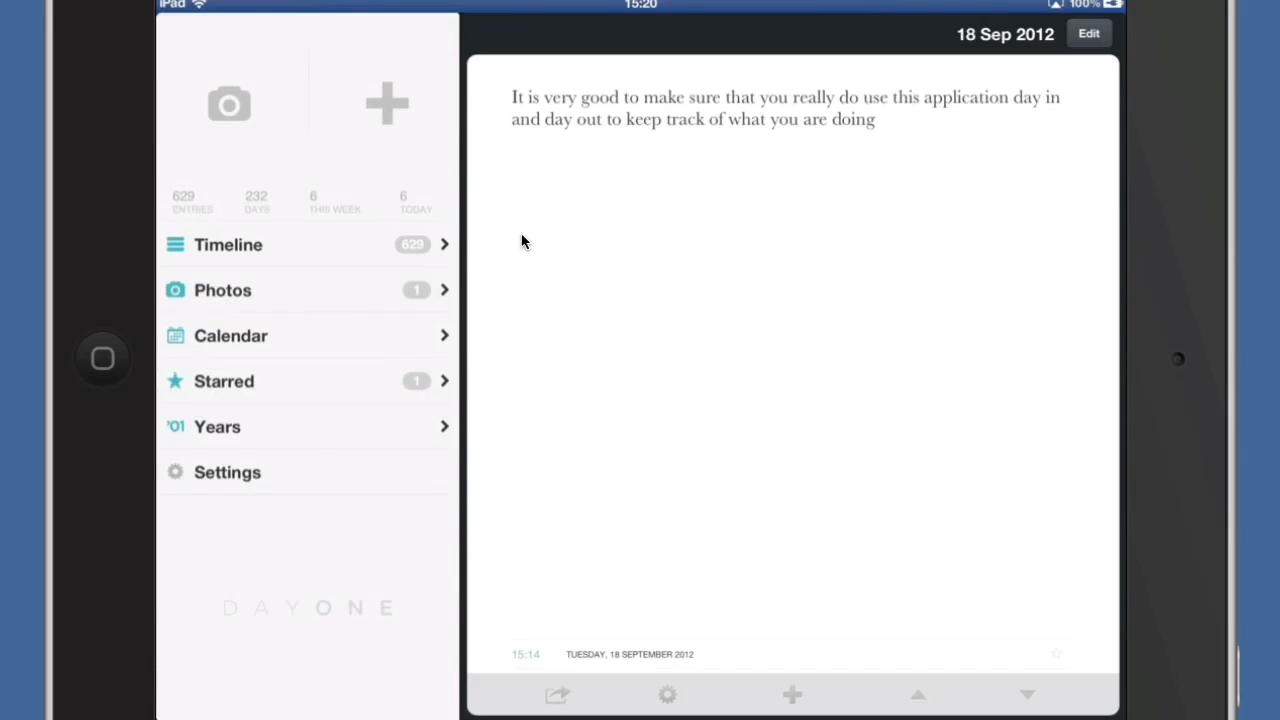 iPad 15:20 100%
18 Sep 2012 Edit
It is very good to make sure that you really do use this application day in
and day out to keep track of what you are doing
629 232 6 6
ENTRIES DAYS THIS WEEK TODAY
Timeline 629
Photos 1
Calendar
Starred 1
'01 Years
Settings
DAYONE
15:14 TUESDAY, 18 SEPTEMBER 2012